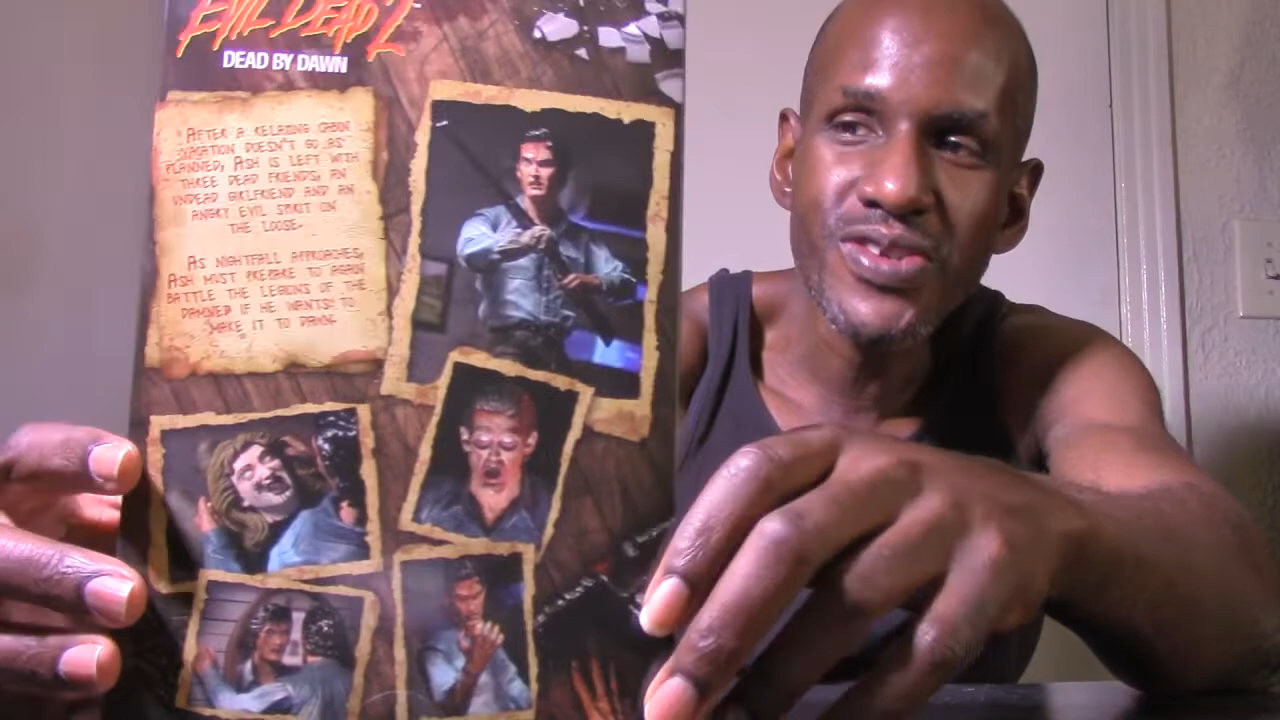 EVIL DEAD 2
DEAD BY DAWN
AFTER A RELAXING CABIN
VACATION DOESN'T GO AS
PLANNED, ASH IS LEFT WITH
THREE DEAD FRIENDS, AN
UNDEAD GIRLFRIEND AND AN
ANGRY EVIL SPIRIT ON
THE LOOSE.
AS NIGHTFALL APPROACHES,
ASH MUST PREPARE TO AGAIN
BATTLE THE LEGIONS OF THE
DAMNED IF HE WANTS TO
MAKE IT TO DAWN.